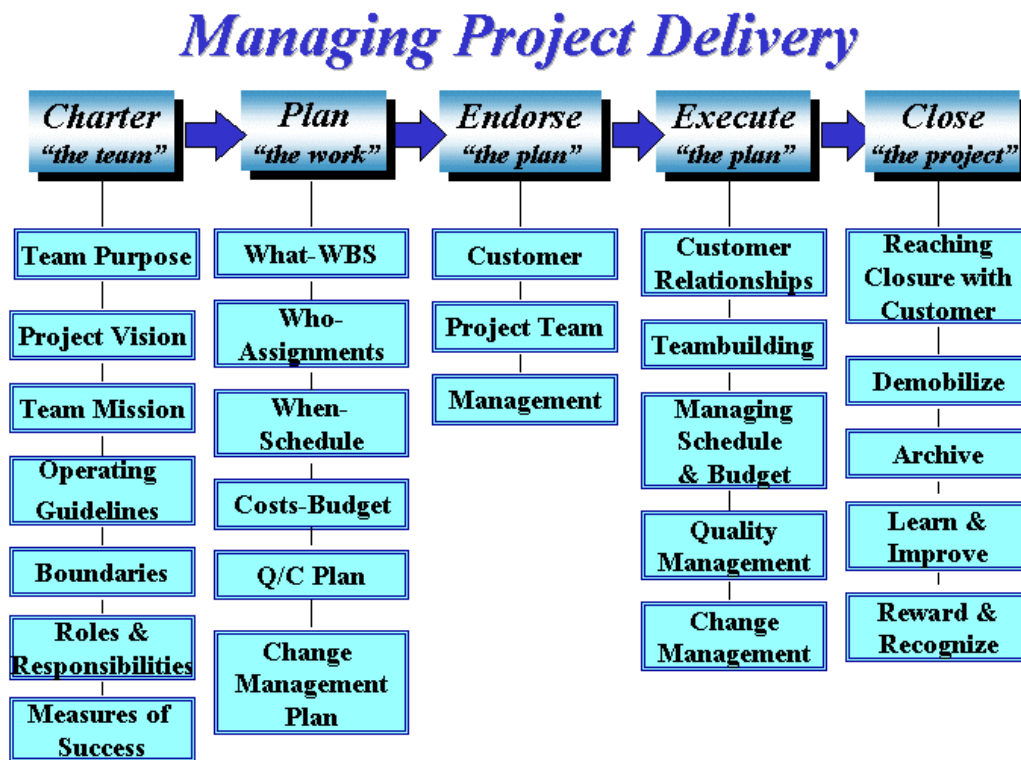 Managing Project Delivery
Charter
“the team”
Plan
“the work”
Endorse
“the plan”
Execute
“the plan”
Close
“the project”
Team Purpose
Project Vision
Team Mission
Operating
Guidelines
Boundaries
Roles &
Responsibilities
Measures of
Success
What-WBS
Who-
Assignments
When-
Schedule
Costs-Budget
Q/C Plan
Change
Management
Plan
Customer
Project Team
Management
Customer
Relationships
Teambuilding
Managing
Schedule
& Budget
Quality
Management
Change
Management
Reaching
Closure with
Customer
Demobilize
Archive
Learn &
Improve
Reward &
Recognize